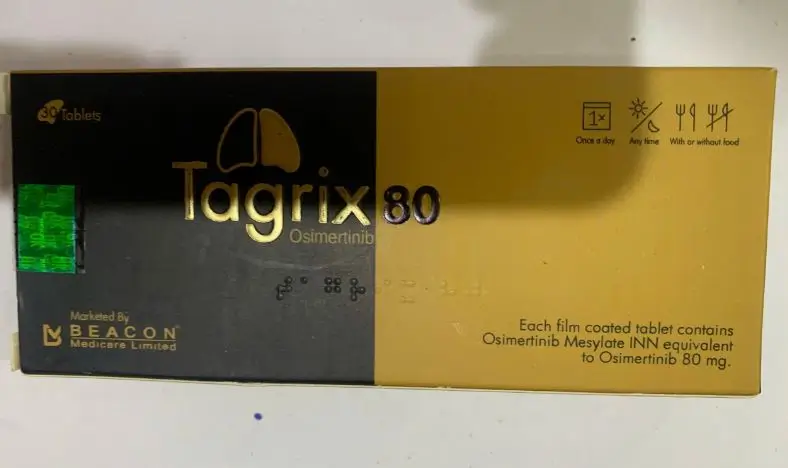 30 Tablets
1x
Once a day
Any time
With or without food
Tagrix 80
Osimertinib
Marketed By
BEACON
Medicare Limited
Each film coated tablet contains
Osimertinib Mesylate INN equivalent
to Osimertinib 80 mg.